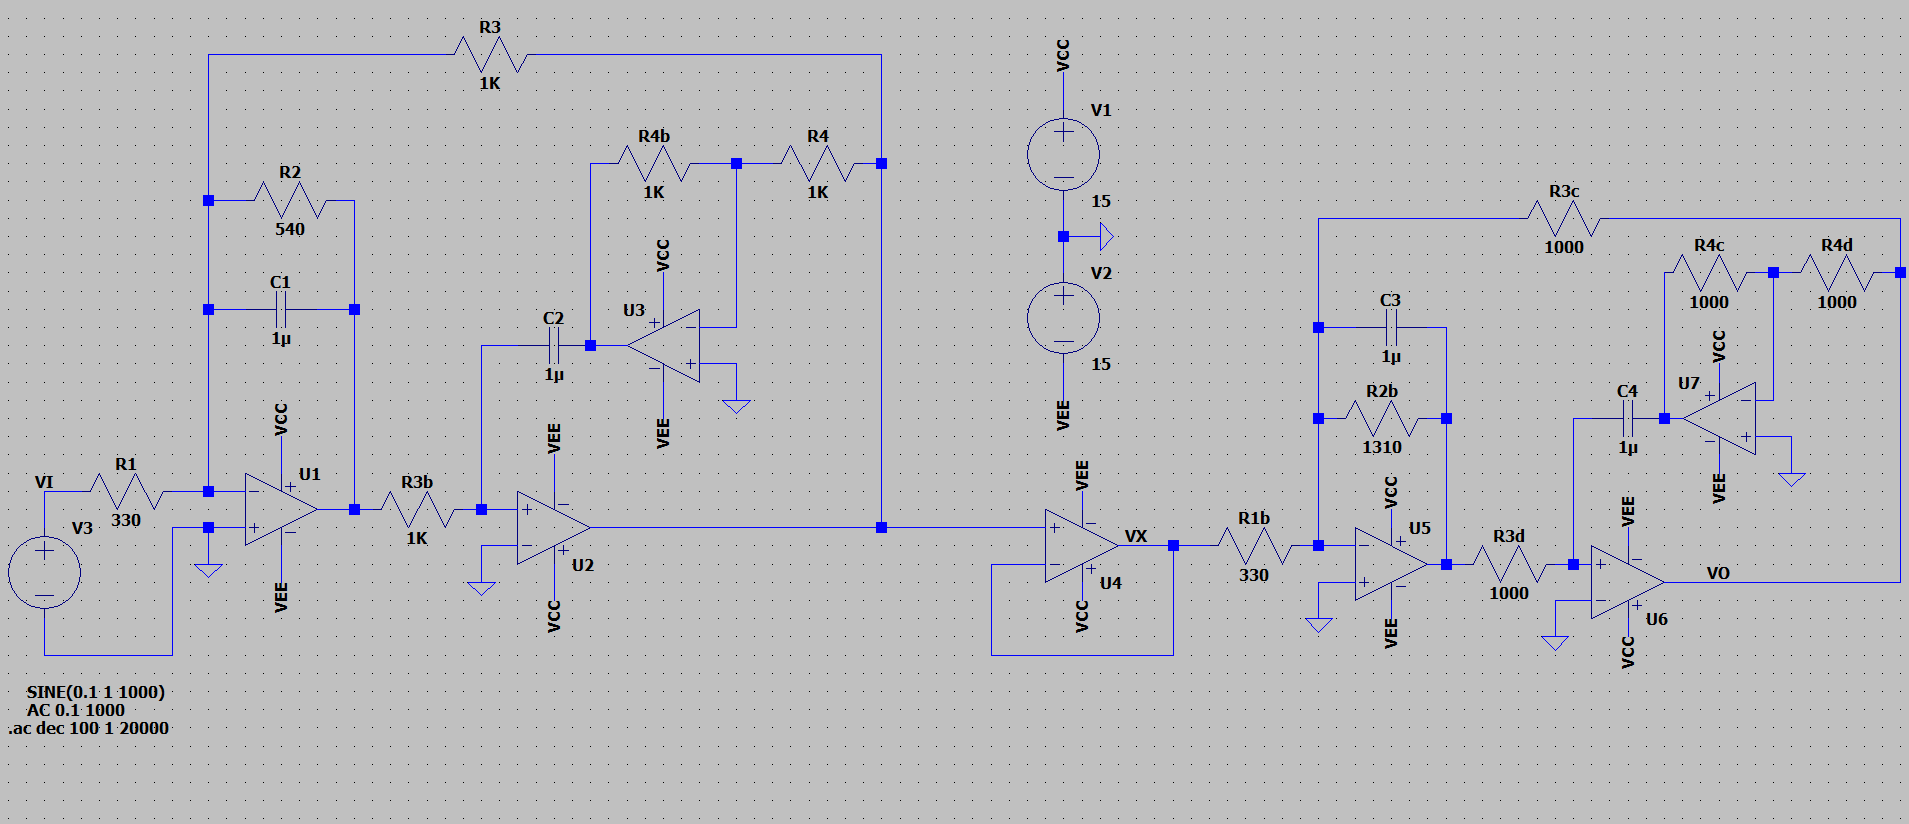 R3
1K
R4b
1K
R4
1K
R2
540
C1
1µ
C2
1µ
VCC
U3
+
−
−
+
VEE
VCC
V1
+
−
15
V2
+
−
15
VEE
R3c
1000
R4c
1000
R4d
1000
C3
1µ
R2b
1310
C4
1µ
VCC
U7
+
−
−
+
VEE
VI
R1
330
V3
+
−
VCC
U1
−
+
+
−
VEE
R3b
1K
VEE
+
−
−
+
U2
VCC
VEE
+
−
−
+
U4
VCC
VX
R1b
330
VCC
U5
−
+
+
−
VEE
R3d
1000
VEE
+
−
−
+
U6
VCC
VO
SINE(0.1 1 1000)
AC 0.1 1000
.ac dec 100 1 20000